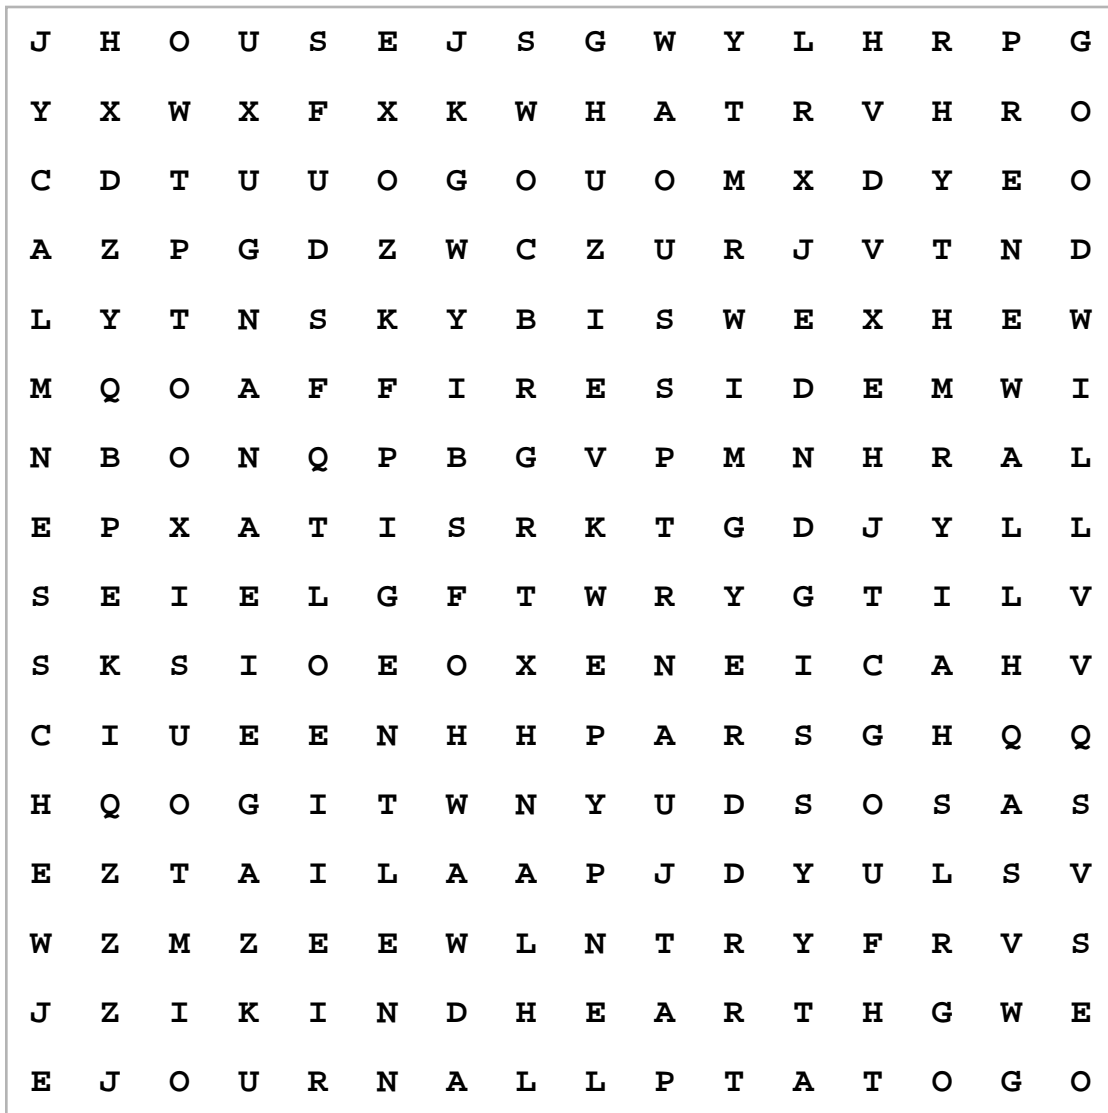 J H O U S E J S G W Y L H R P G
Y X W X F X K W H A T R V H R O
C D T U U O G O U O M X D Y E O
A Z P G D Z W C Z U R J V T N D
L Y T N S K Y B I S W E X H E W
M Q O A F F I R E S I D E M W I
N B O N Q P B G V P M N H R A L
E P X A T I S R K T G D J Y L L
S E I E L G F T W R Y G T I L V
S K S I O E O X E N E I C A H V
C I U E E N H H P A R S G H Q Q
H Q O G I T W N Y U D S O S A S
E Z T A I L A A P J D Y U L S V
W Z M Z E E W L N T R Y F R V S
J Z I K I N D H E A R T H G W E
E J O U R N A L L P T A T O G O